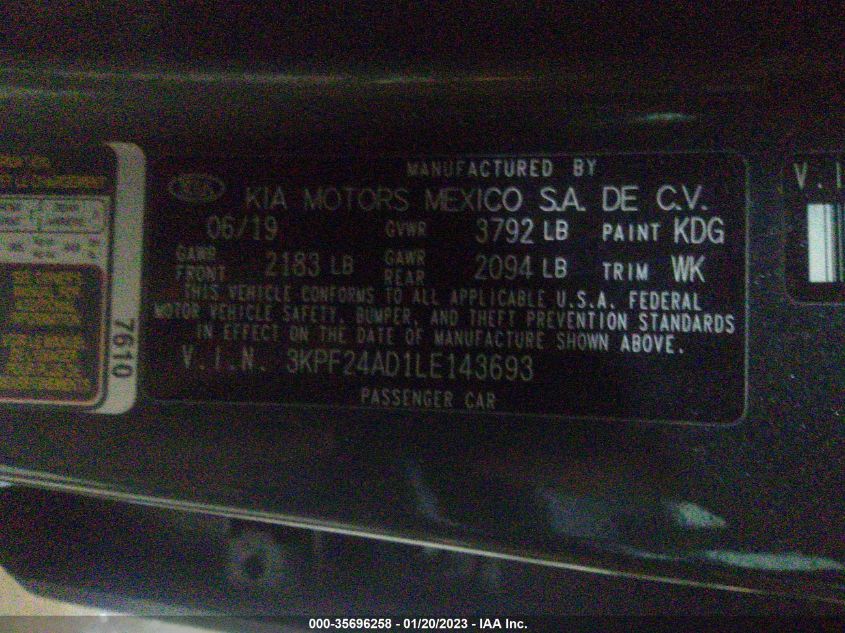 MANUFACTURED BY
KIA KIA MOTORS MEXICO S.A. DE C.V.
06/19 GVWR 3792 LB PAINT KDG
GAWR FRONT 2183 LB GAWR REAR 2094 LB TRIM WK
THIS VEHICLE CONFORMS TO ALL APPLICABLE U.S.A. FEDERAL
MOTOR VEHICLE SAFETY, BUMPER, AND THEFT PREVENTION STANDARDS
IN EFFECT ON THE DATE OF MANUFACTURE SHOWN ABOVE.
V.I.N. 3KPF24AD1LE143693
PASSENGER CAR
7610
V.I
000-35696258 - 01/20/2023 - IAA Inc.